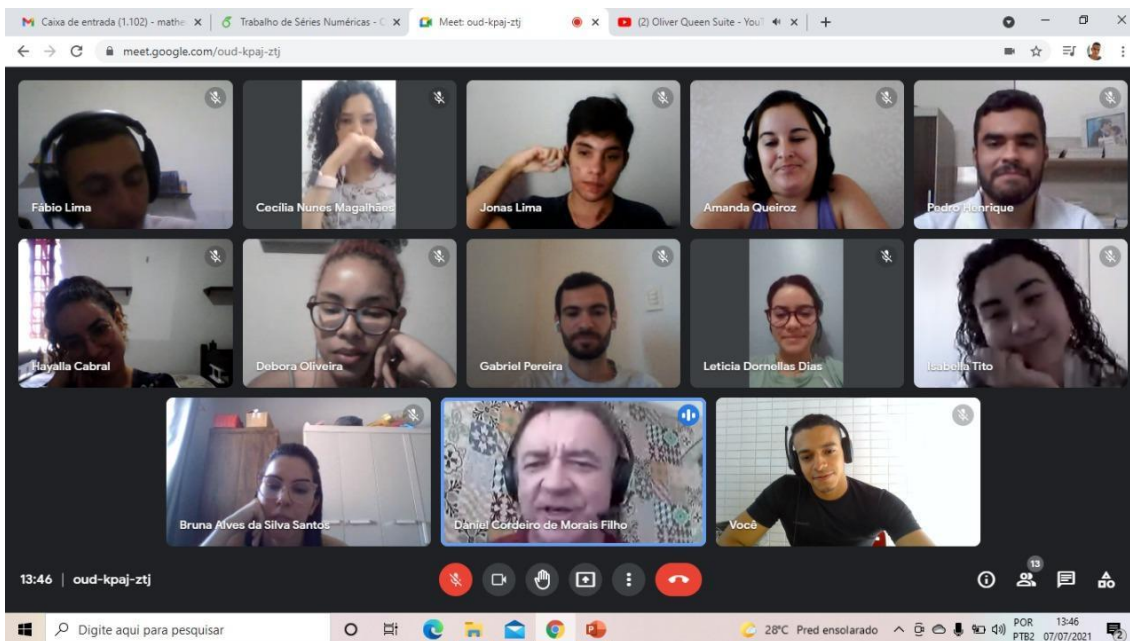 Caixa de entrada (1.102) - mathe
Trabalho de Séries Numéricas - C
Meet: oud-kpaj-ztj
(2) Oliver Queen Suite - YouT
meet.google.com/oud-kpaj-ztj
Fábio Lima
Cecília Nunes Magalhães
Jonas Lima
Amanda Queiroz
Pedro Henrique
Hayalla Cabral
Debora Oliveira
Gabriel Pereira
Leticia Dornellas Dias
Isabella Tito
Bruna Alves da Silva Santos
Daniel Cordeiro de Morais Filho
Você
13:46 | oud-kpaj-ztj
13
Digite aqui para pesquisar
28°C Pred ensolarado
POR
PTB2
13:46
07/07/2021
2